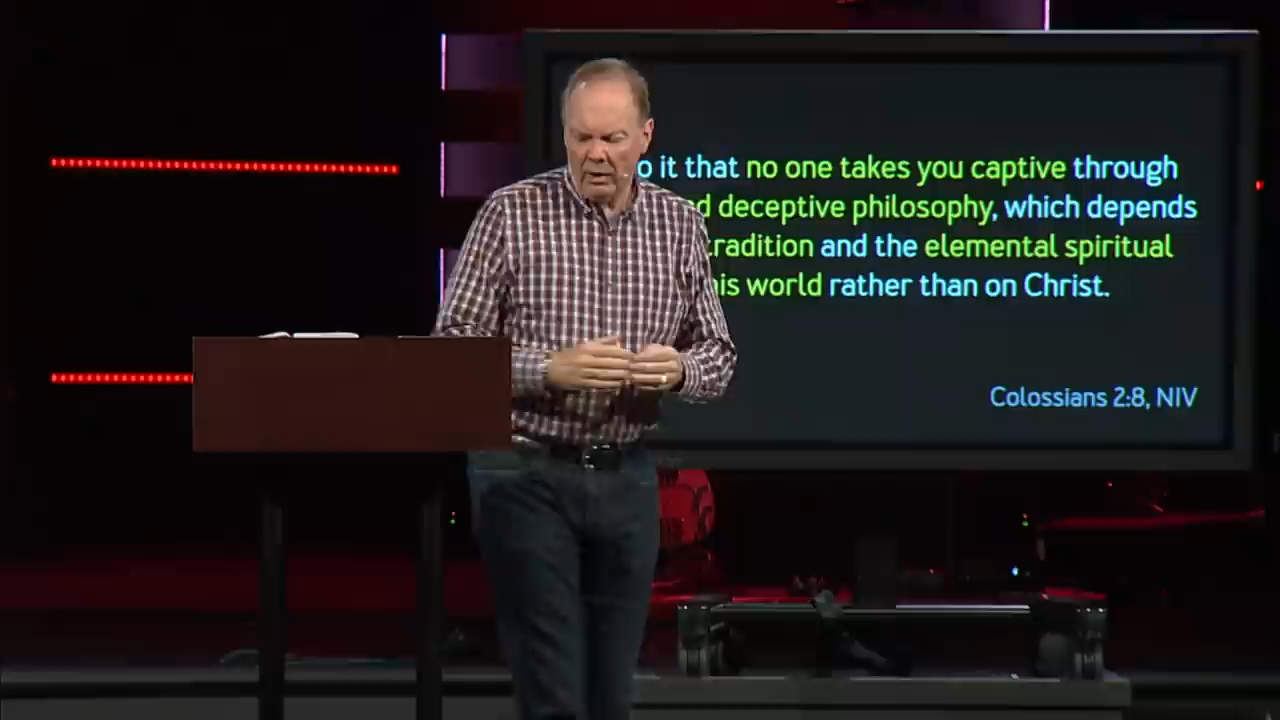 it that no one takes you captive through
deceptive philosophy, which depends
tradition and the elemental spiritual
world rather than on Christ.
Colossians 2:8, NIV